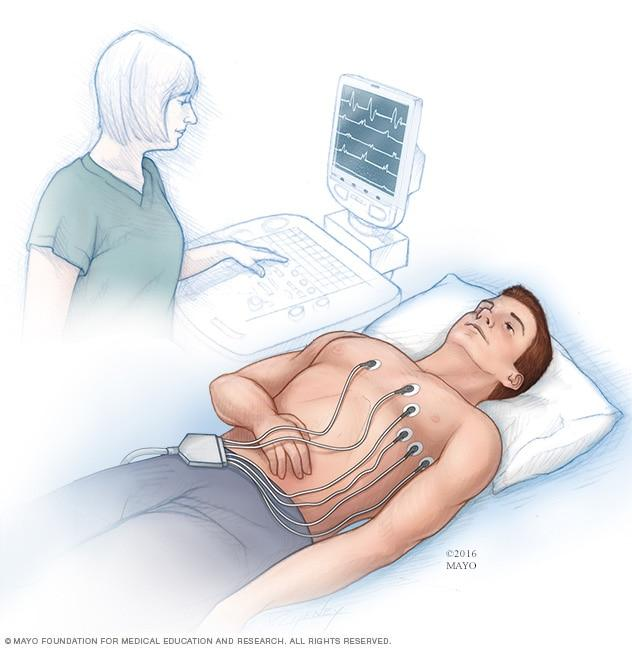 ©2016
MAYO
© MAYO FOUNDATION FOR MEDICAL EDUCATION AND RESEARCH. ALL RIGHTS RESERVED.